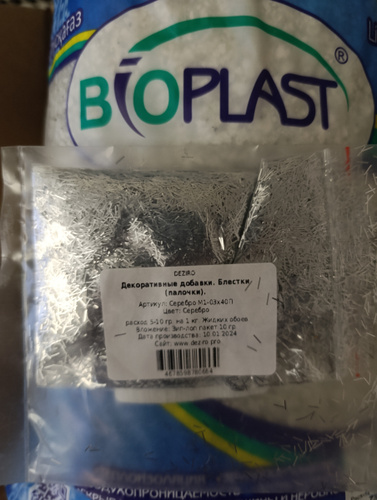 BIOPLAST®
DEZIRO
Декоративные добавки. Блестки
(палочки).
Артикул: Серебро М1-03х40П
Цвет: Серебро
расход 5-10 гр. на 1 кг. Жидких обоев
Вложение: Зип-лог пакет 10 гр.
Дата производства: 10.01.2024
Сайт: www.deziro.pro